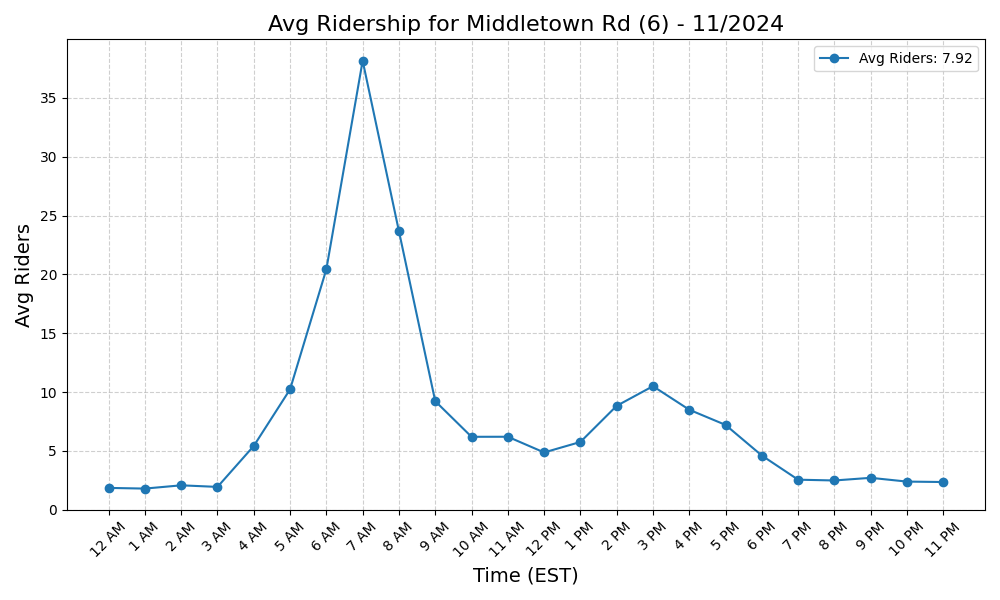 Avg Ridership for Middletown Rd (6) - 11/2024
Avg Riders: 7.92
Avg Riders
35
30
25
20
15
10
5
0
12 AM
1 AM
2 AM
3 AM
4 AM
5 AM
6 AM
7 AM
8 AM
9 AM
10 AM
11 AM
12 PM
1 PM
2 PM
3 PM
4 PM
5 PM
6 PM
7 PM
8 PM
9 PM
10 PM
11 PM
Time (EST)